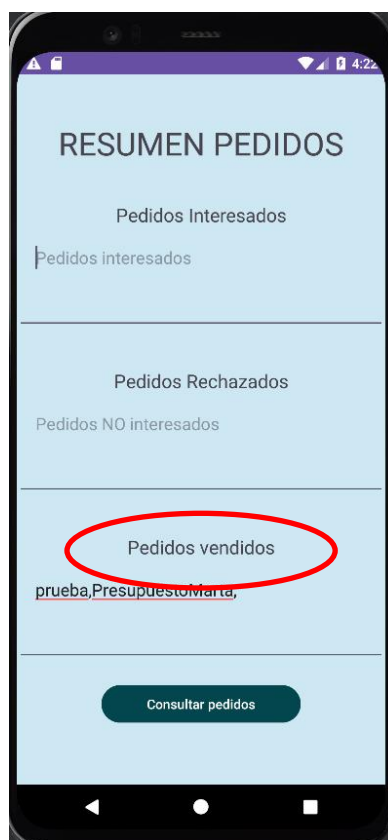 4:22
RESUMEN PEDIDOS
Pedidos Interesados
Pedidos interesados
Pedidos Rechazados
Pedidos NO interesados
Pedidos vendidos
prueba,PresupuestoMarta,
Consultar pedidos